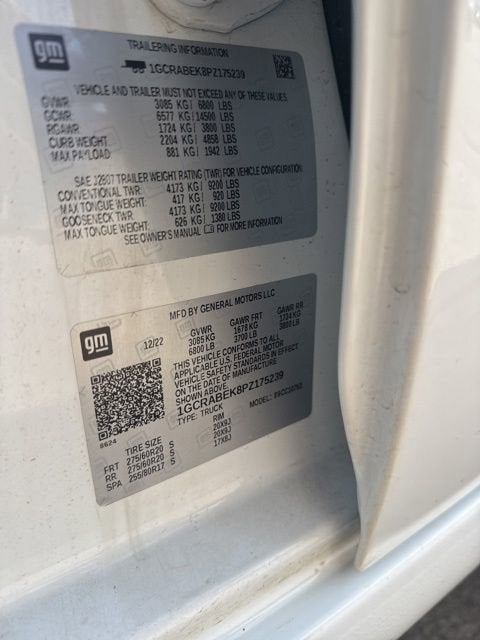 gm
TRAILERING INFORMATION
1GCRABEK8PZ175239
VEHICLE AND TRAILER MUST NOT EXCEED ANY OF THESE VALUES.
GVWR: 3085 KG/ 6800 LBS
GCWR: 6577 KG/ 14500 LBS
RGAWR: 1724 KG/ 3800 LBS
CURB WEIGHT: 2204 KG/ 4858 LBS
MAX PAYLOAD: 881 KG/ 1942 LBS
SAE J2807 TRAILER WEIGHT RATING (TWR) FOR VEHICLE CONFIGURATION:
CONVENTIONAL TWR: 4173 KG/ 9200 LBS
MAX TONGUE WEIGHT: 417 KG/ 920 LBS
GOOSENECK TWR: 4173 KG/ 9200 LBS
MAX TONGUE WEIGHT: 626 KG/ 1380 LBS
SEE OWNER'S MANUAL FOR MORE INFORMATION
gm
MFD BY GENERAL MOTORS LLC
12/22 GVWR GAWR FRT GAWR RR
3085 KG 1678 KG 1724 KG
6800 LB 3700 LB 3800 LB
THIS VEHICLE CONFORMS TO ALL
APPLICABLE U.S. FEDERAL MOTOR
VEHICLE SAFETY STANDARDS IN EFFECT
ON THE DATE OF MANUFACTURE
1GCRABEK8PZ175239
TYPE: TRUCK MODEL:
8624
TIRE SIZE RIM
FRT 275/60R20 S 20X9J
RR 275/60R20 S 20X9J
SPA 255/80R17 S 17X8J